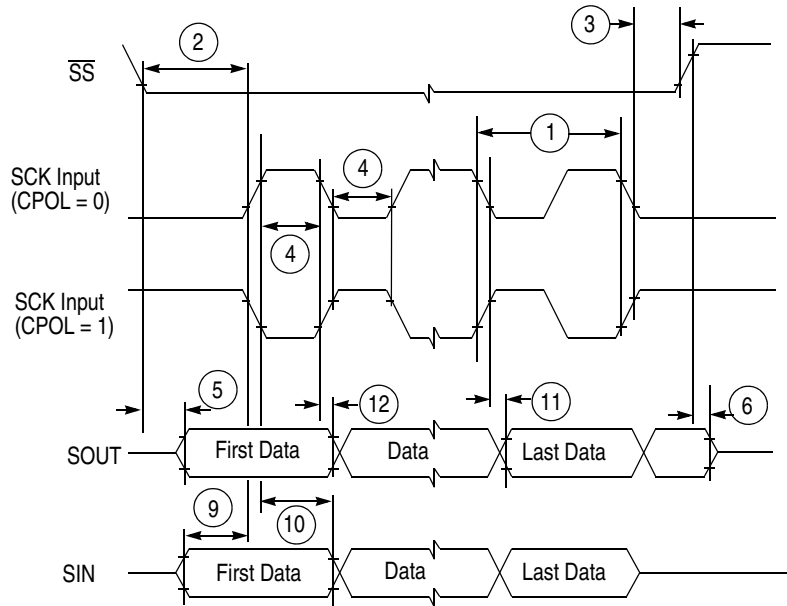 2
3
SS
1
SCK Input
(CPOL = 0)
4
4
SCK Input
(CPOL = 1)
5
12
11
6
SOUT
First Data
Data
Last Data
9
10
SIN
First Data
Data
Last Data